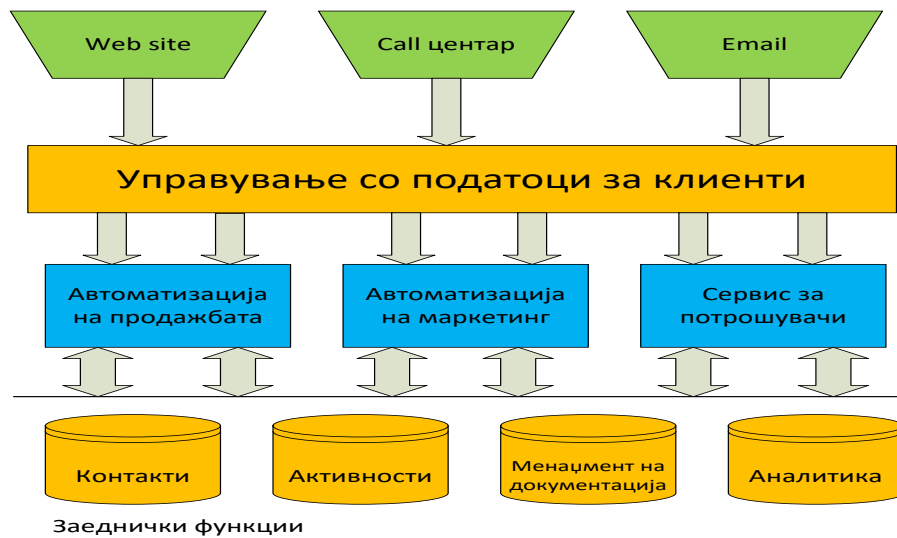 Web site
Call центар
Email
Управување со податоци за клиенти
Автоматизација
на продажбата
Автоматизација
на маркетинг
Сервис за
потрошувачи
Контакти
Активности
Менаџмент на
документација
Аналитика
Заеднички функции